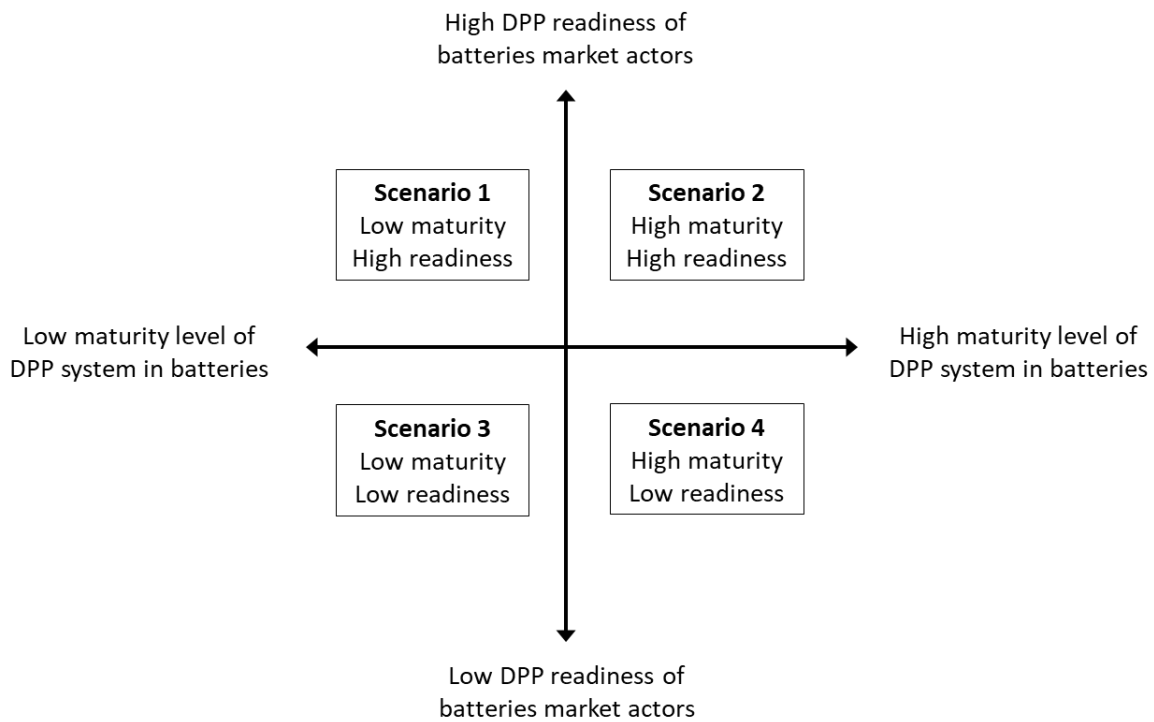 High DPP readiness of
batteries market actors
Scenario 1
Low maturity
High readiness
Scenario 2
High maturity
High readiness
Low maturity level of
DPP system in batteries
High maturity level of
DPP system in batteries
Scenario 3
Low maturity
Low readiness
Scenario 4
High maturity
Low readiness
Low DPP readiness of
batteries market actors